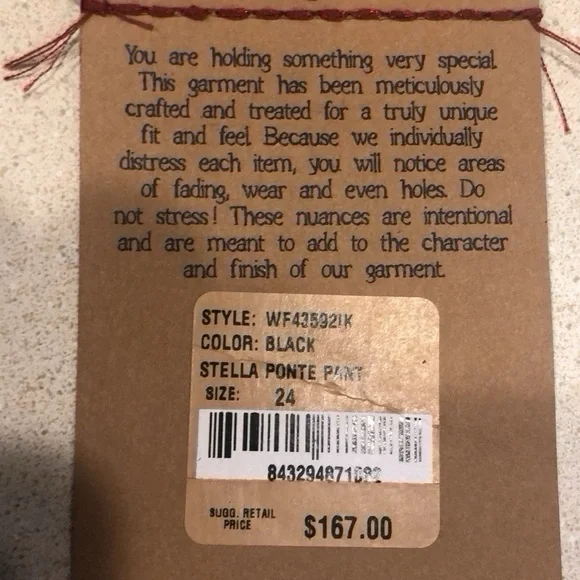 You are holding something very special.
This garment has been meticulously
crafted and treated for a truly unique
fit and feel. Because we individually
distress each item, you will notice areas
of fading, wear and even holes. Do
not stress! These nuances are intentional
and are meant to add to the character
and finish of our garment.
STYLE: WF43592IK
COLOR: BLACK
STELLA PONTE PANT
SIZE: 24
SUGG. RETAIL
PRICE
$167.00